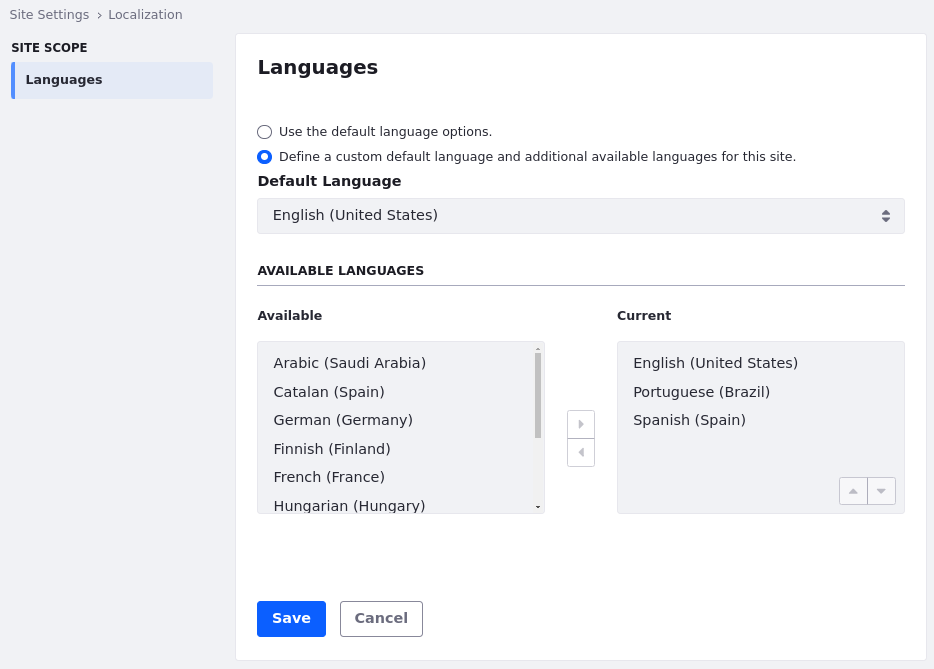 Site Settings › Localization
SITE SCOPE
Languages
Languages
Use the default language options.
Define a custom default language and additional available languages for this site.
Default Language
English (United States)
AVAILABLE LANGUAGES
Available
Arabic (Saudi Arabia)
Catalan (Spain)
German (Germany)
Finnish (Finland)
French (France)
Hungarian (Hungary)
Current
English (United States)
Portuguese (Brazil)
Spanish (Spain)
Save
Cancel